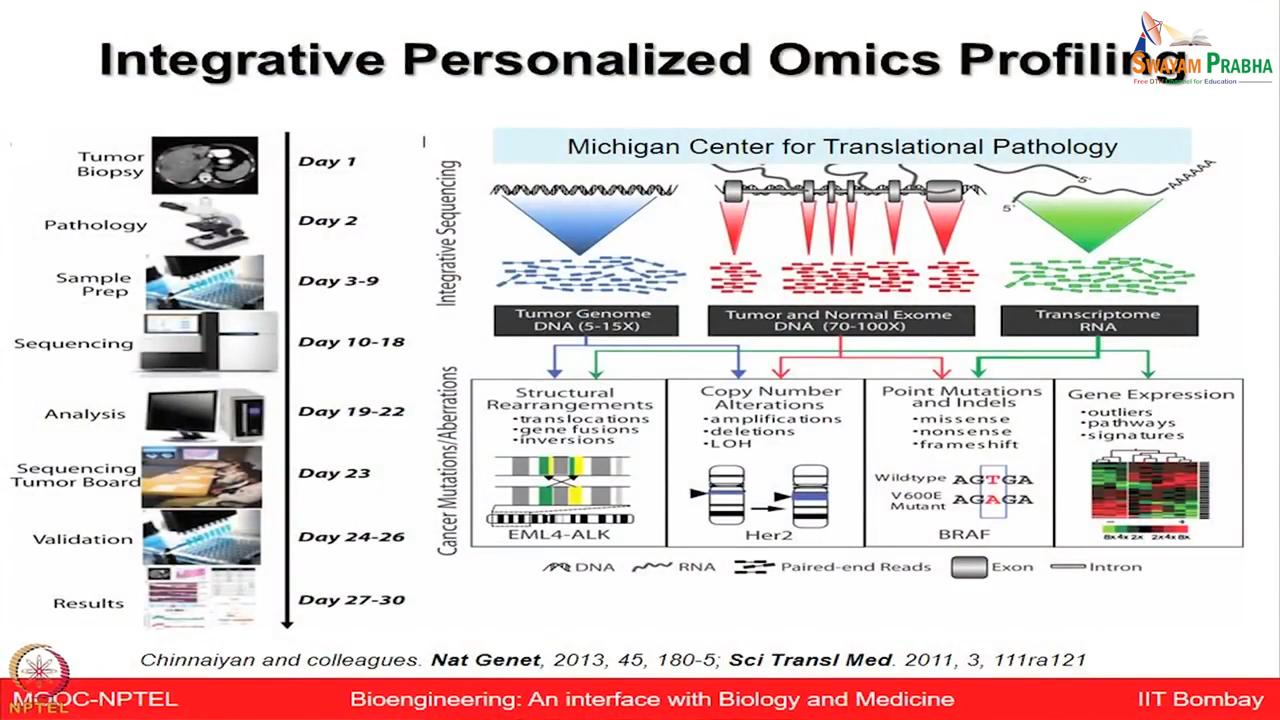 Integrative Personalized Omics Profiling
SWAYAM PRABHA
Free DTH Channel for Education
Tumor
Biopsy
Day 1
Pathology
Day 2
Sample
Prep
Day 3-9
Sequencing
Day 10-18
Analysis
Day 19-22
Sequencing
Tumor Board
Day 23
Validation
Day 24-26
Results
Day 27-30
Michigan Center for Translational Pathology
Integrative Sequencing
5'
5'
AAAAAA
Tumor Genome
DNA (5-15X)
Tumor and Normal Exome
DNA (70-100X)
Transcriptome
RNA
Cancer Mutations/Aberrations
Structural
Rearrangements
•translocations
•gene fusions
•inversions
EML4-ALK
Copy Number
Alterations
•amplifications
•deletions
•LOH
Her2
Point Mutations
and Indels
•missense
•nonsense
•frameshift
Wildtype AGTGA
V600E
Mutant AGAGA
BRAF
Gene Expression
•outliers
•pathways
•signatures
- +
8x 4x 2x 2x 4x 8x
DNA RNA Paired-end Reads Exon Intron
Chinnaiyan and colleagues. Nat Genet, 2013, 45, 180-5; Sci Transl Med. 2011, 3, 111ra121
MOOC-NPTEL
NPTEL
Bioengineering: An interface with Biology and Medicine
IIT Bombay